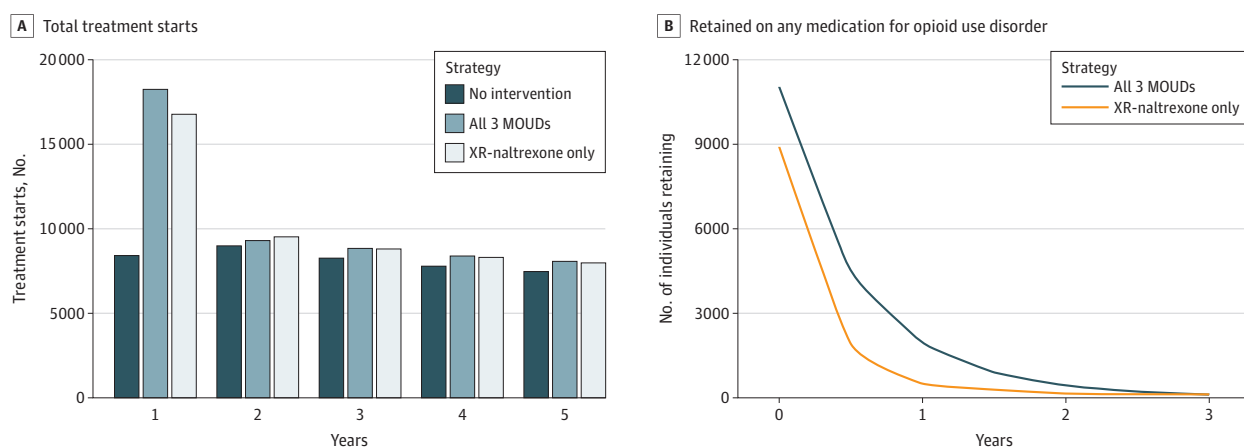 A Total treatment starts
20 000
15 000
10 000
5000
0
Treatment starts, No.
Strategy
No intervention
All 3 MOUDs
XR-naltrexone only
1 2 3 4 5
Years
B Retained on any medication for opioid use disorder
12 000
9000
6000
3000
0
No. of individuals retaining
Strategy
All 3 MOUDs
XR-naltrexone only
0 1 2 3
Years